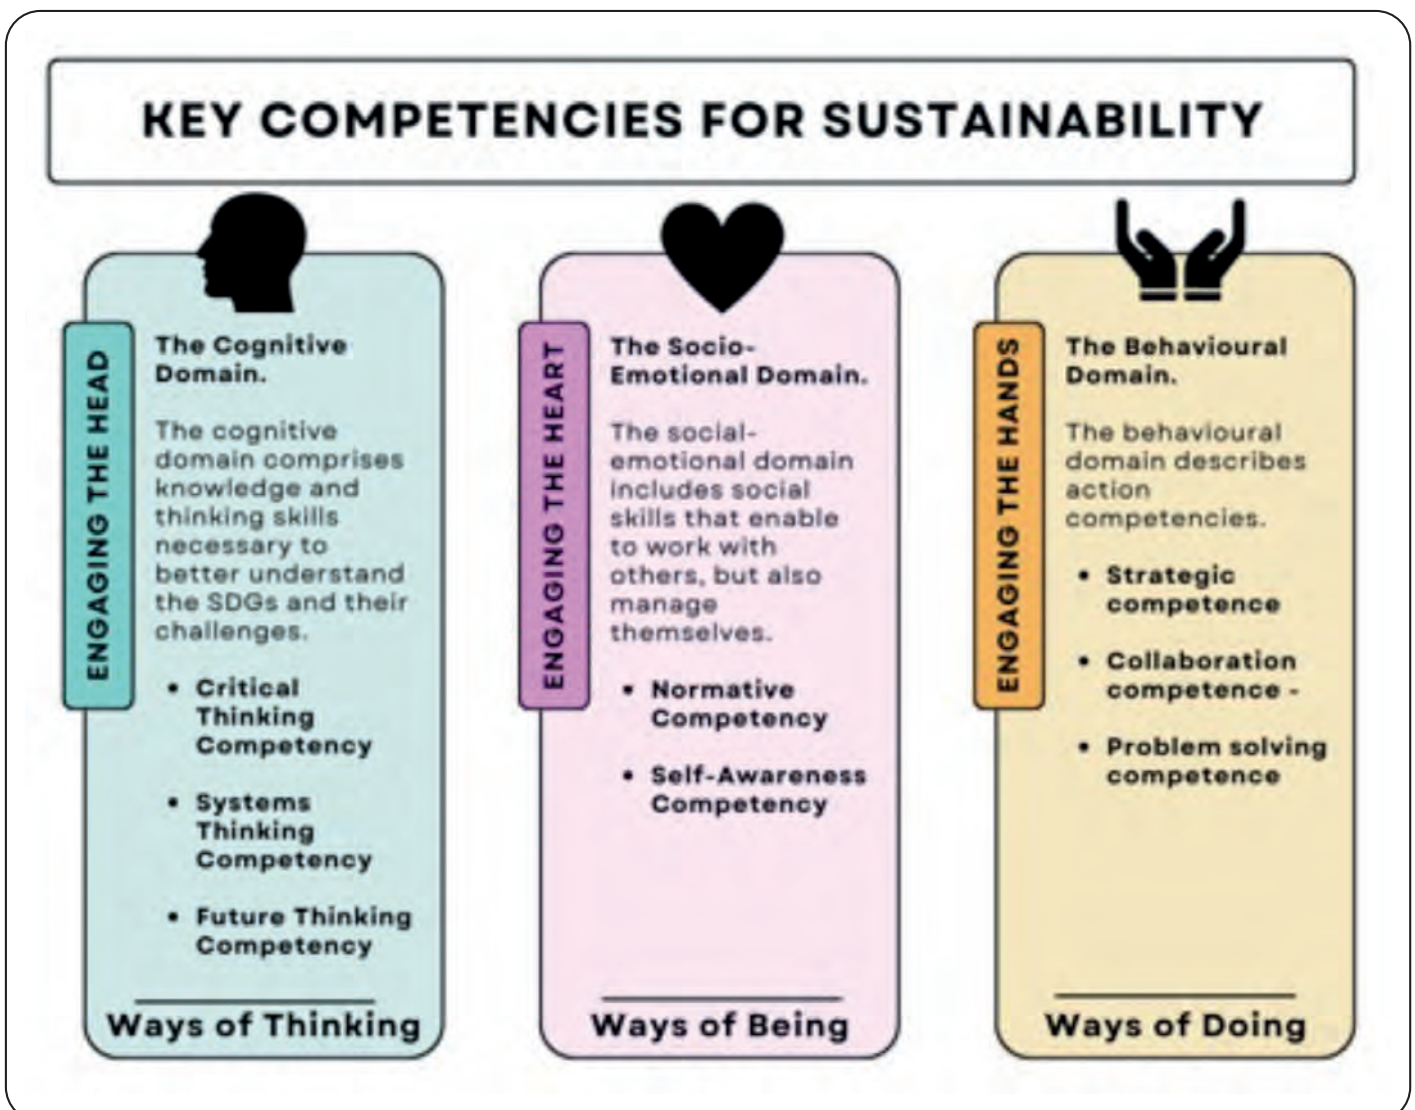 KEY COMPETENCIES FOR SUSTAINABILITY
ENGAGING THE HEAD
The Cognitive
Domain.
The cognitive
domain comprises
knowledge and
thinking skills
necessary to
better understand
the SDGs and their
challenges.
• Critical
Thinking
Competency
• Systems
Thinking
Competency
• Future Thinking
Competency
Ways of Thinking
ENGAGING THE HEART
The Socio-
Emotional Domain.
The social-
emotional domain
includes social
skills that enable
to work with
others, but also
manage
themselves.
• Normative
Competency
• Self-Awareness
Competency
Ways of Being
ENGAGING THE HANDS
The Behavioural
Domain.
The behavioural
domain describes
action
competencies.
• Strategic
competence
• Collaboration
competence -
• Problem solving
competence
Ways of Doing